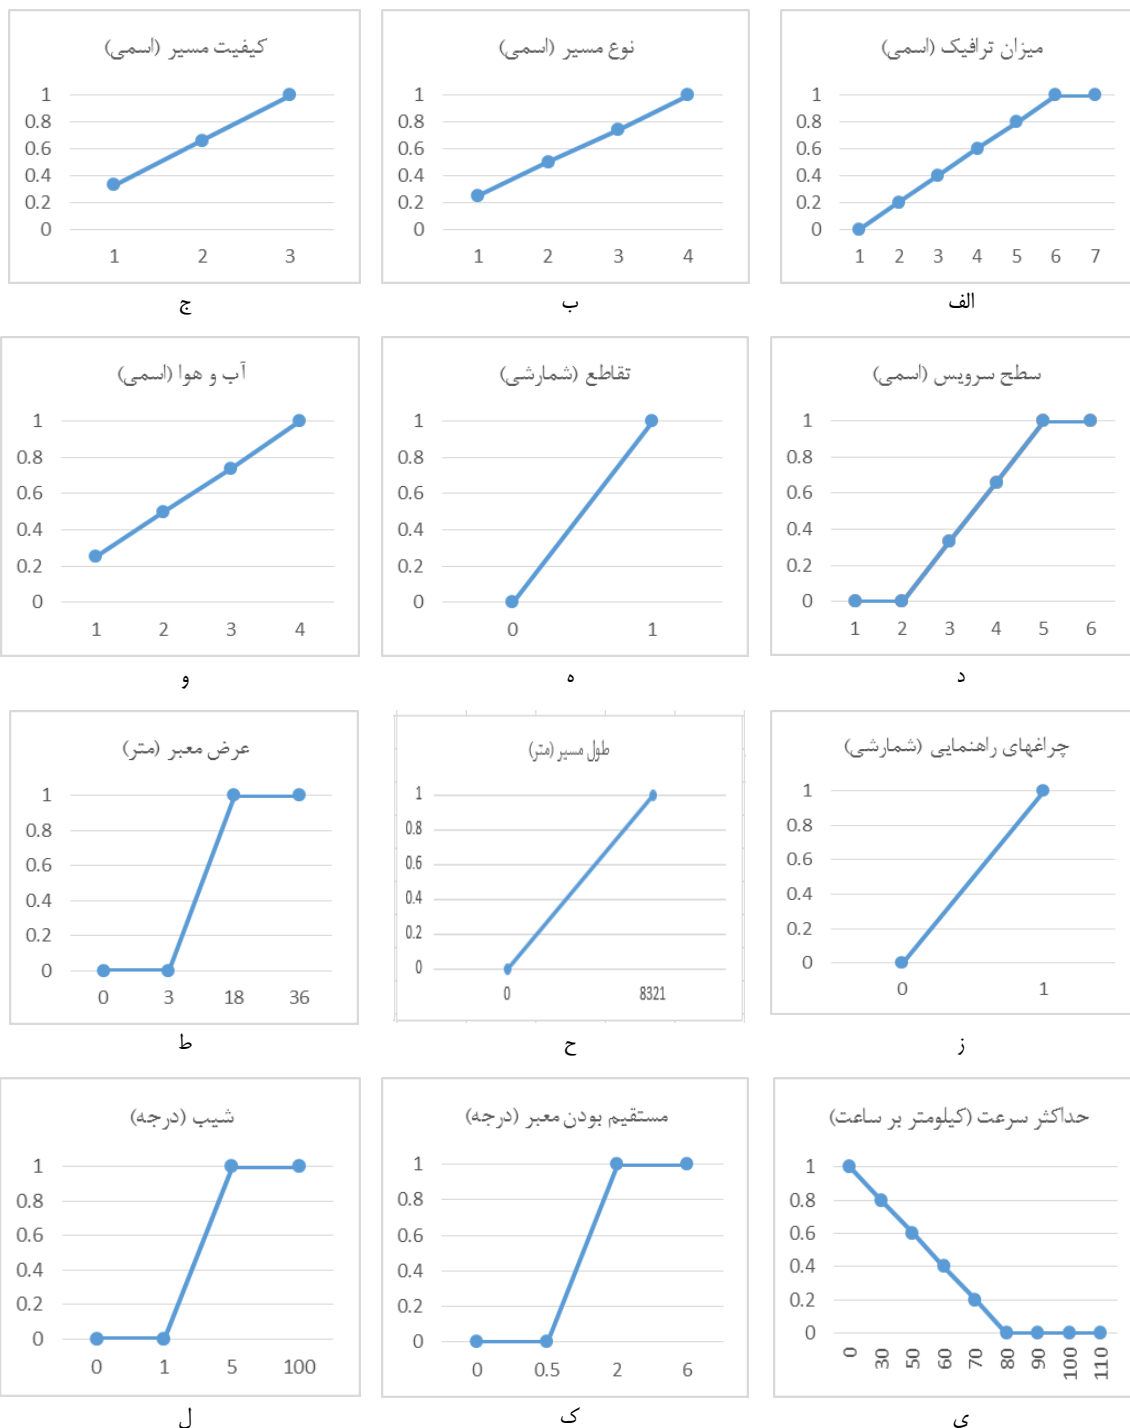 میزان ترافیک (اسمی)
1
0.8
0.6
0.4
0.2
0
1 2 3 4 5 6 7
الف
نوع مسیر (اسمی)
1
0.8
0.6
0.4
0.2
0
1 2 3 4
ب
کیفیت مسیر (اسمی)
1
0.8
0.6
0.4
0.2
0
1 2 3
ج
سطح سرویس (اسمی)
1
0.8
0.6
0.4
0.2
0
1 2 3 4 5 6
د
تقاطع (شمارشی)
1
0.8
0.6
0.4
0.2
0
0 1
ه
آب و هوا (اسمی)
1
0.8
0.6
0.4
0.2
0
1 2 3 4
و
چراغهای راهنمایی (شمارشی)
1
0.8
0.6
0.4
0.2
0
0 1
ز
طول مسیر (متر)
1
0.8
0.6
0.4
0.2
0
0 8321
ح
عرض معبر (متر)
1
0.8
0.6
0.4
0.2
0
0 3 18 36
ط
حداکثر سرعت (کیلومتر بر ساعت)
1
0.8
0.6
0.4
0.2
0
0 30 50 60 70 80 90 100 110
ی
مستقیم بودن معبر (درجه)
1
0.8
0.6
0.4
0.2
0
0 0.5 2 6
ک
شیب (درجه)
1
0.8
0.6
0.4
0.2
0
0 1 5 100
ل